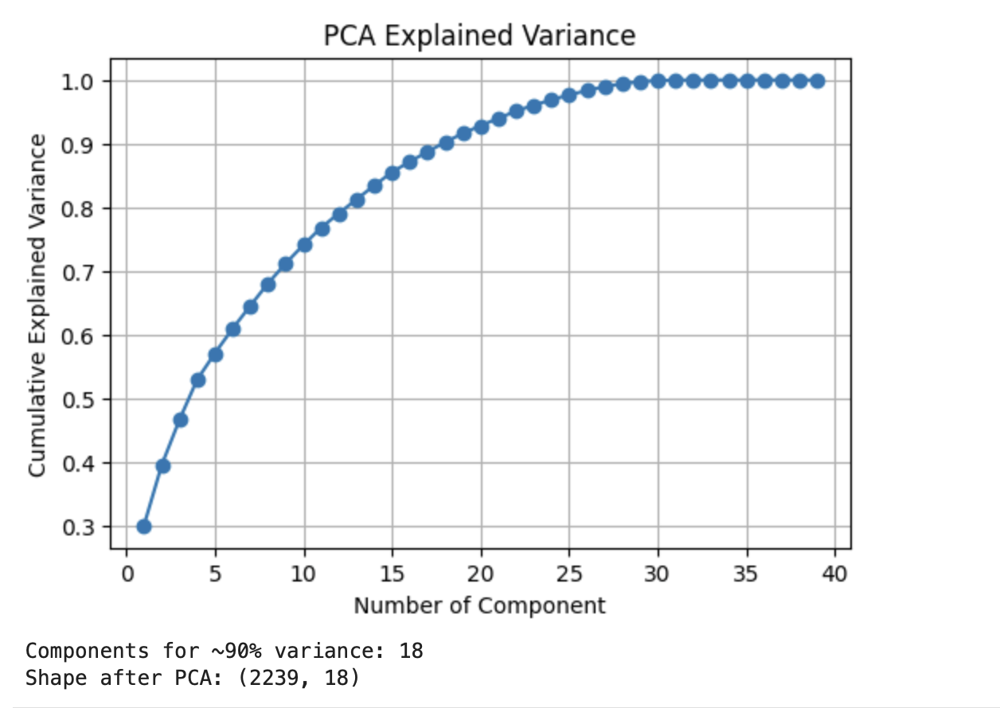 PCA Explained Variance
Cumulative Explained Variance
1.0
0.9
0.8
0.7
0.6
0.5
0.4
0.3
0 5 10 15 20 25 30 35 40
Number of Component
Components for ~90% variance: 18
Shape after PCA: (2239, 18)